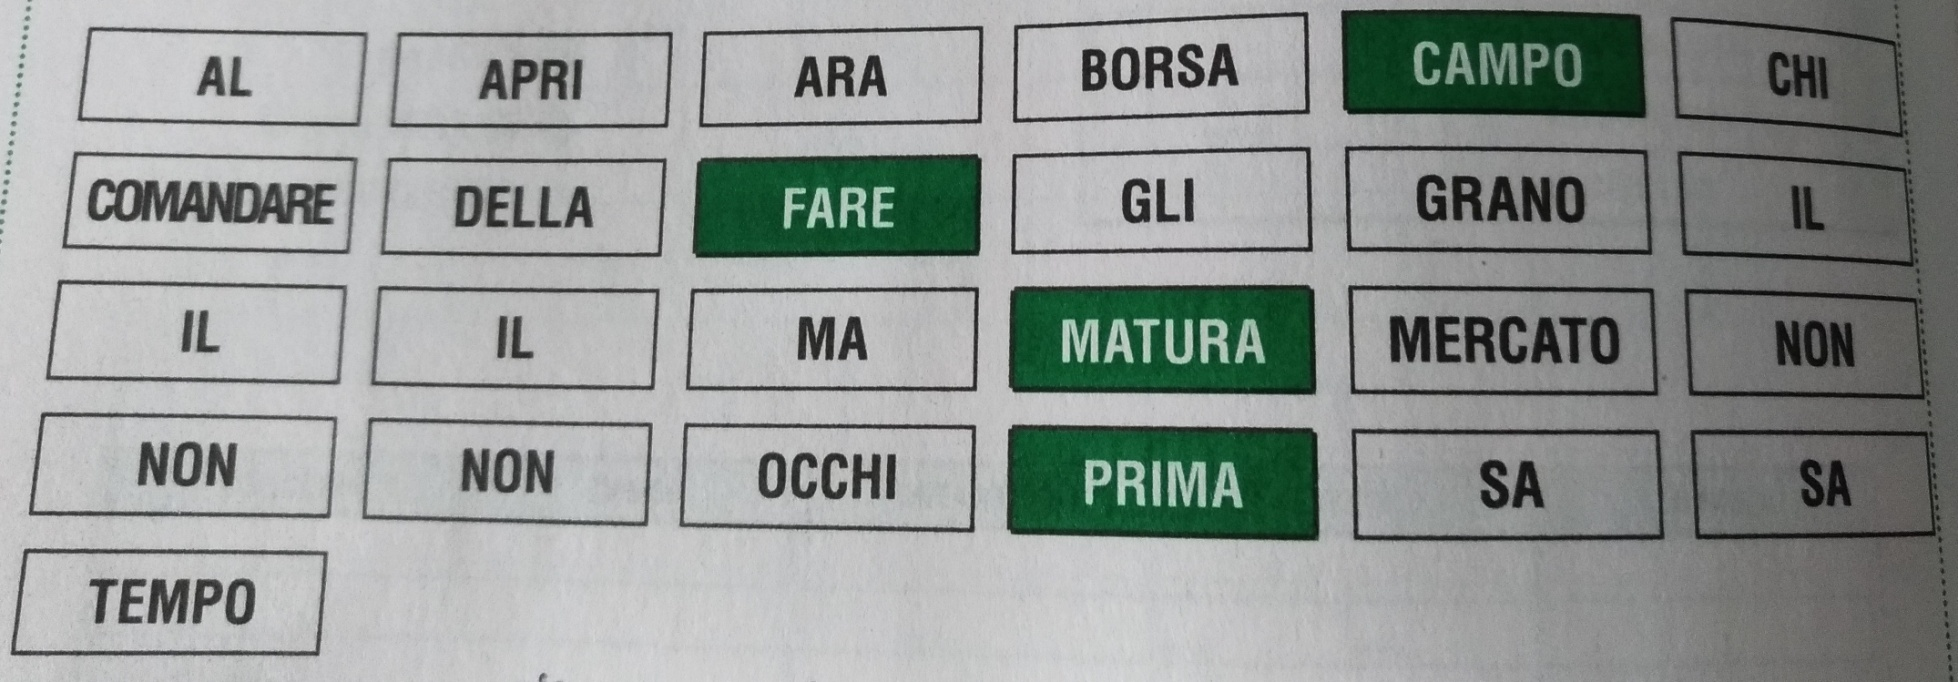 AL APRI ARA BORSA CAMPO CHI
COMANDARE DELLA FARE GLI GRANO IL
IL IL MA MATURA MERCATO NON
NON NON OCCHI PRIMA SA SA
TEMPO